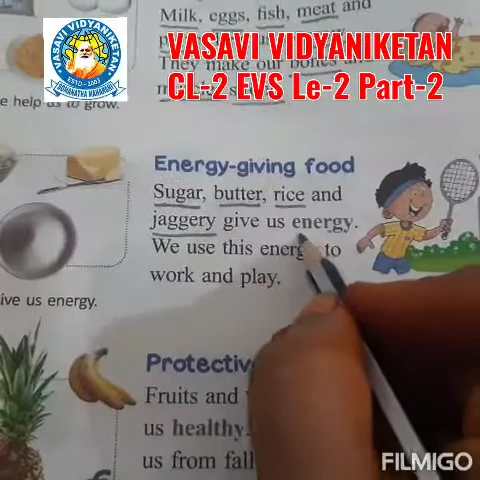 VASAVI VIDYANIKETAN
ESTD - 2003
CL-2 EVS Le-2 Part-2
Milk, eggs, fish, meat and
They make our bones and
e help us to grow.
Energy-giving food
Sugar, butter, rice and
jaggery give us energy.
We use this energy to
work and play.
ive us energy.
Protectiv
Fruits and
us healthy.
us from fall
FILMIGO